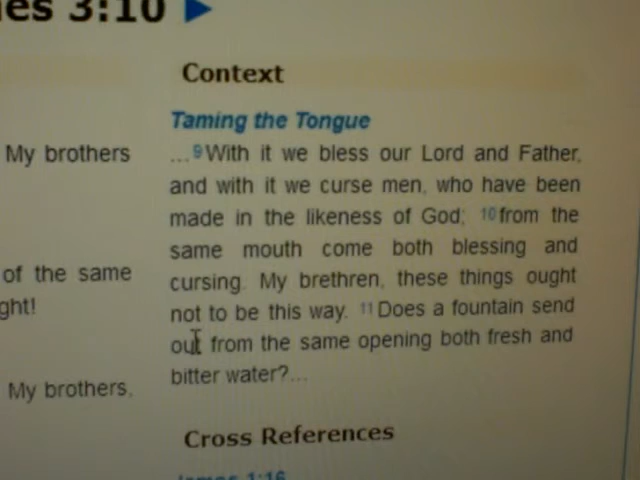 es 3:10
Context
Taming the Tongue
My brothers
...9 With it we bless our Lord and Father,
and with it we curse men, who have been
made in the likeness of God; 10 from the
same mouth come both blessing and
of the same
cursing. My brethren, these things ought
ght!
not to be this way. 11 Does a fountain send
out from the same opening both fresh and
My brothers,
bitter water?...
Cross References
James 1:16